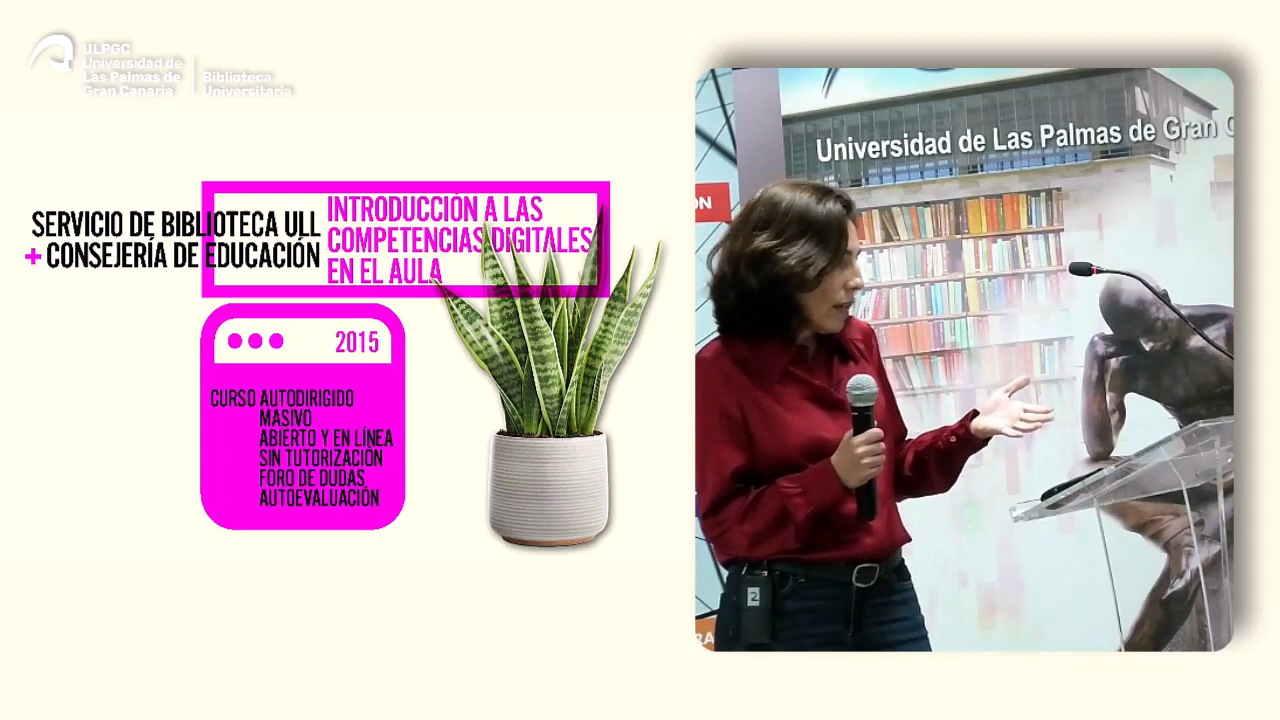 ULPGC
Universidad de
Las Palmas de
Gran Canaria
Biblioteca
Universitaria
SERVICIO DE BIBLIOTECA ULL
+ CONSEJERÍA DE EDUCACIÓN
INTRODUCCIÓN A LAS
COMPETENCIAS DIGITALES
EN EL AULA
2015
CURSO AUTODIRIGIDO
MASIVO
ABIERTO Y EN LÍNEA
SIN TUTORIZACIÓN
FORO DE DUDAS
AUTOEVALUACIÓN
Universidad de Las Palmas de Gran C
ON
2
RA